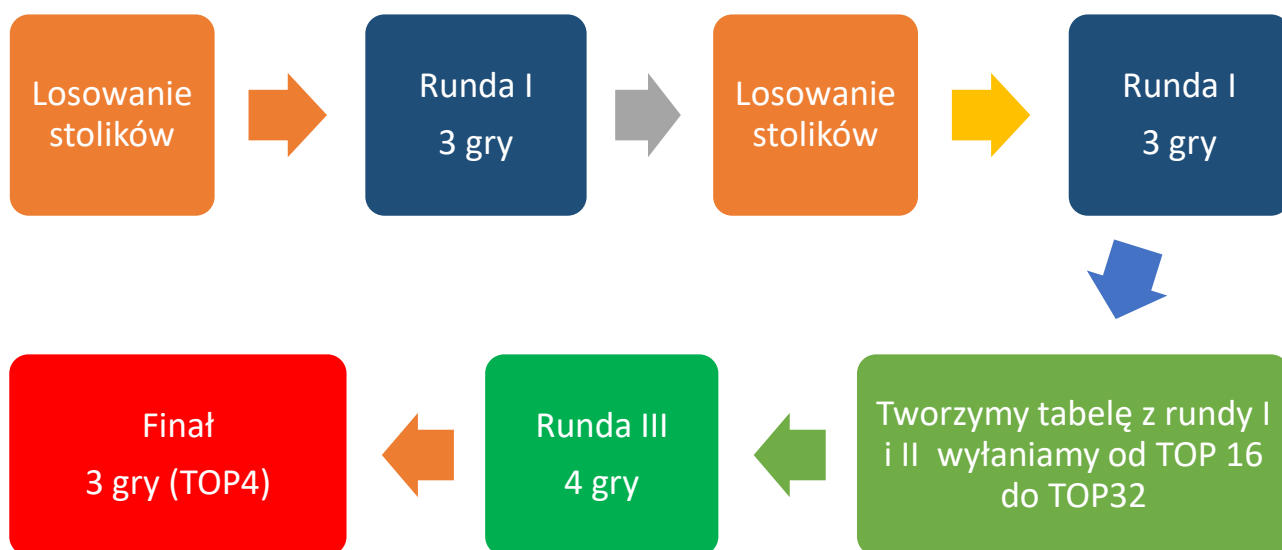 Losowanie
stolików
Runda I
3 gry
Losowanie
stolików
Runda I
3 gry
Tworzymy tabelę z rundy I
i II wyłaniamy od TOP 16
do TOP32
Runda III
4 gry
Finał
3 gry (TOP4)